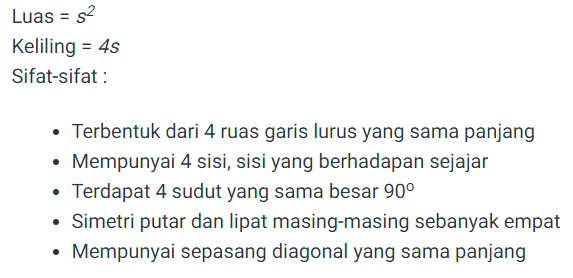 Luas = s²
Keliling = 4s
Sifat-sifat :
• Terbentuk dari 4 ruas garis lurus yang sama panjang
• Mempunyai 4 sisi, sisi yang berhadapan sejajar
• Terdapat 4 sudut yang sama besar 90º
• Simetri putar dan lipat masing-masing sebanyak empat
• Mempunyai sepasang diagonal yang sama panjang